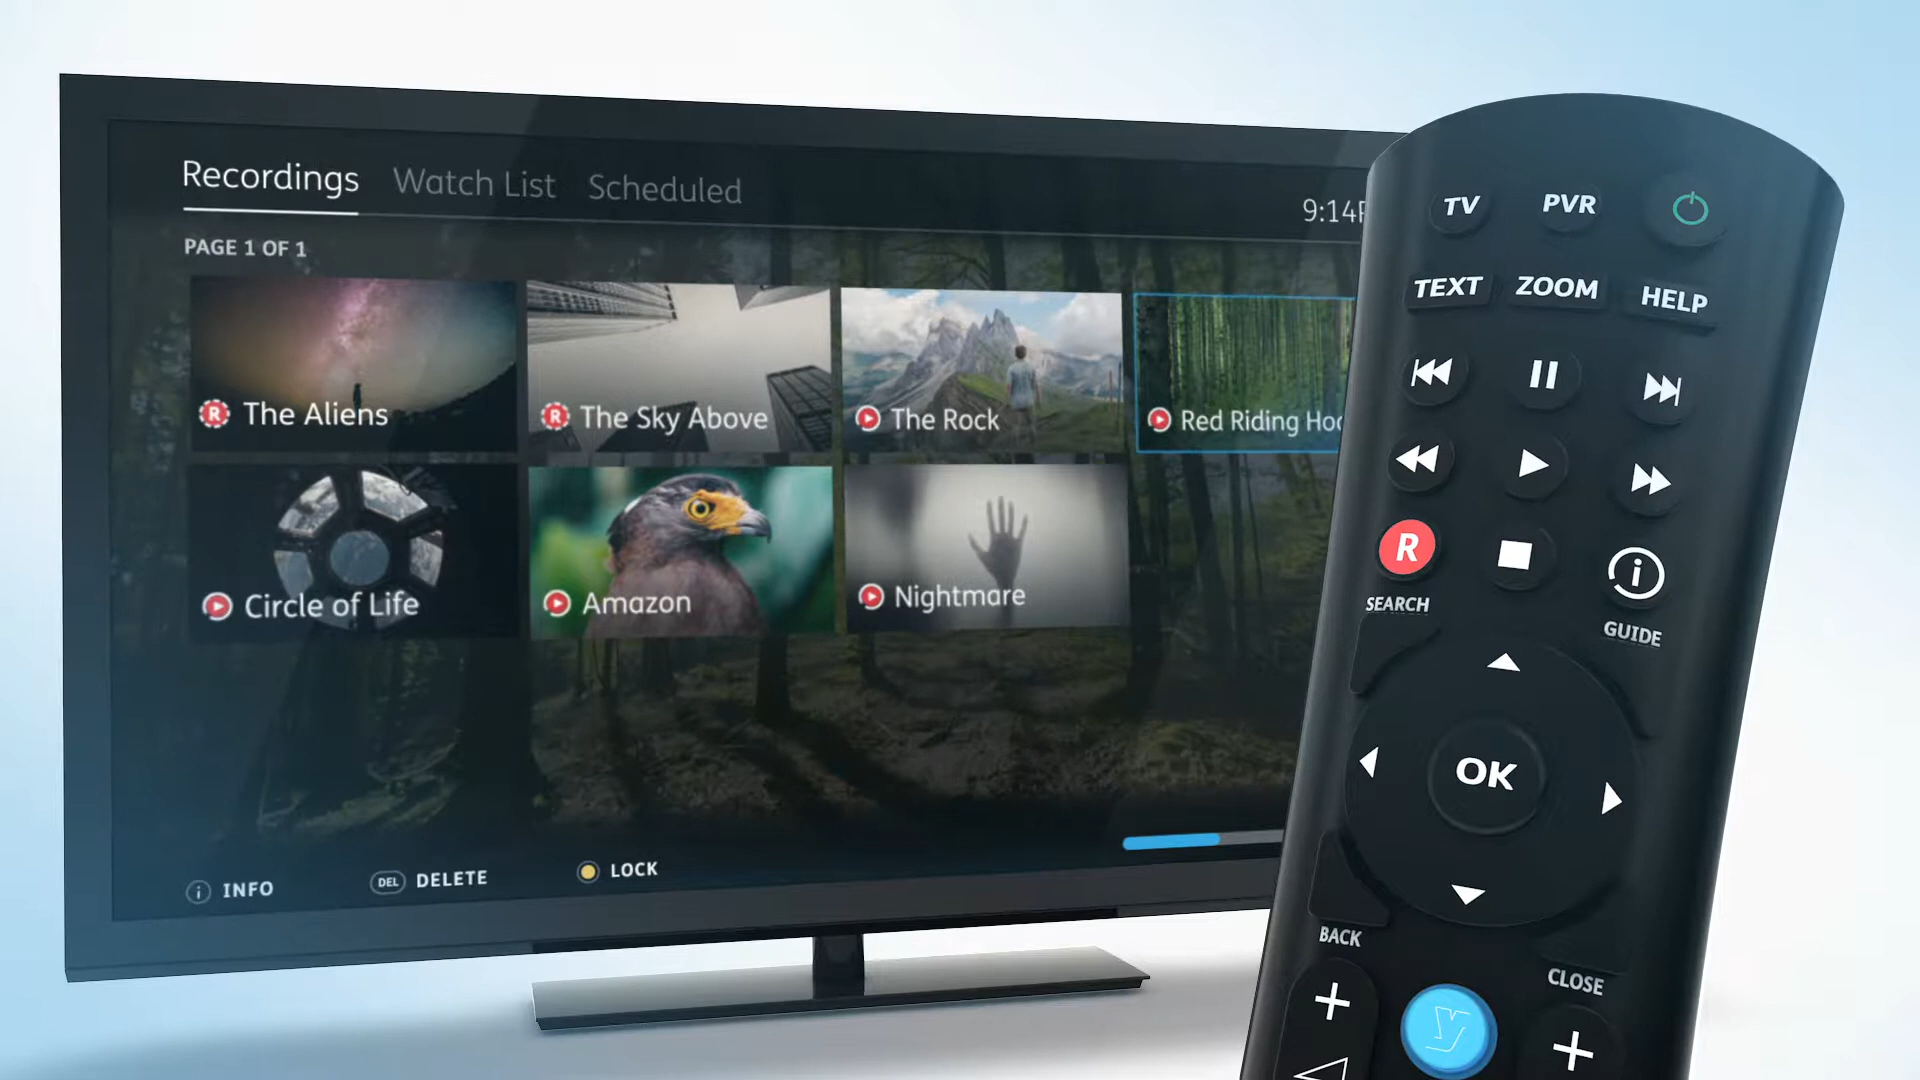 Recordings Watch List Scheduled
PAGE 1 OF 1
The Aliens
The Sky Above
The Rock
Red Riding
Circle of Life
Amazon
Nightmare
i INFO
DEL DELETE
LOCK
TV PVR
TEXT ZOOM HELP
R
i
SEARCH
GUIDE
OK
BACK
CLOSE
y